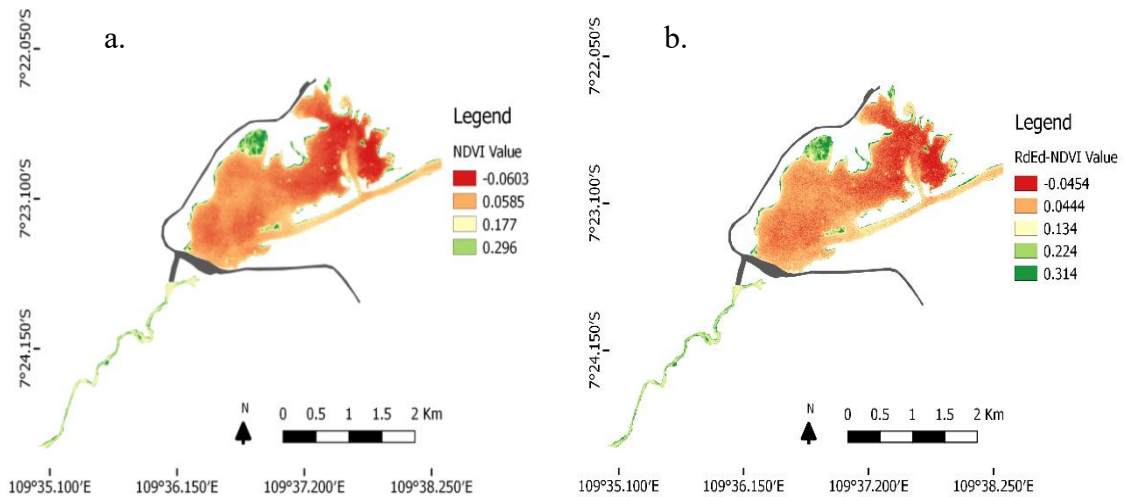 a.
7°22.050'S
7°23.100'S
7°24.150'S
Legend
NDVI Value
-0.0603
0.0585
0.177
0.296
N
0 0.5 1 1.5 2 Km
109°35.100'E 109°36.150'E 109°37.200'E 109°38.250'E
b.
7°22.050'S
7°23.100'S
7°24.150'S
Legend
RdEd-NDVI Value
-0.0454
0.0444
0.134
0.224
0.314
N
0 0.5 1 1.5 2 Km
109°35.100'E 109°36.150'E 109°37.200'E 109°38.250'E